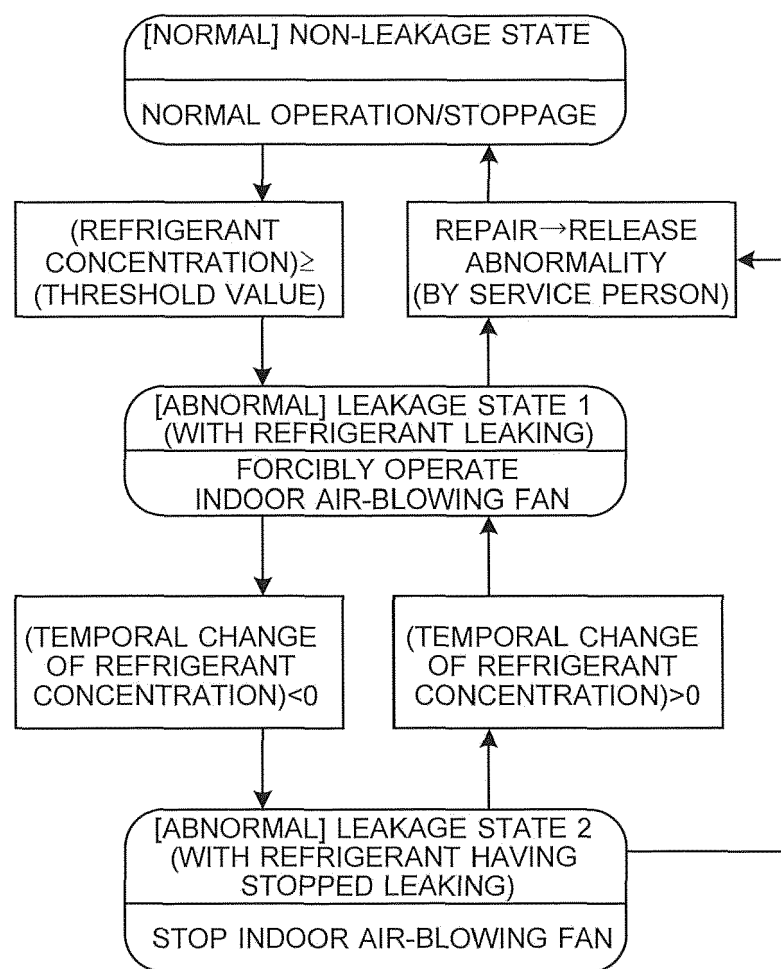 [NORMAL] NON-LEAKAGE STATE
NORMAL OPERATION/STOPPAGE
(REFRIGERANT
CONCENTRATION)≥
(THRESHOLD VALUE)
REPAIR→RELEASE
ABNORMALITY
(BY SERVICE PERSON)
[ABNORMAL] LEAKAGE STATE 1
(WITH REFRIGERANT LEAKING)
FORCIBLY OPERATE
INDOOR AIR-BLOWING FAN
(TEMPORAL CHANGE
OF REFRIGERANT
CONCENTRATION)<0
(TEMPORAL CHANGE
OF REFRIGERANT
CONCENTRATION)>0
[ABNORMAL] LEAKAGE STATE 2
(WITH REFRIGERANT HAVING
STOPPED LEAKING)
STOP INDOOR AIR-BLOWING FAN